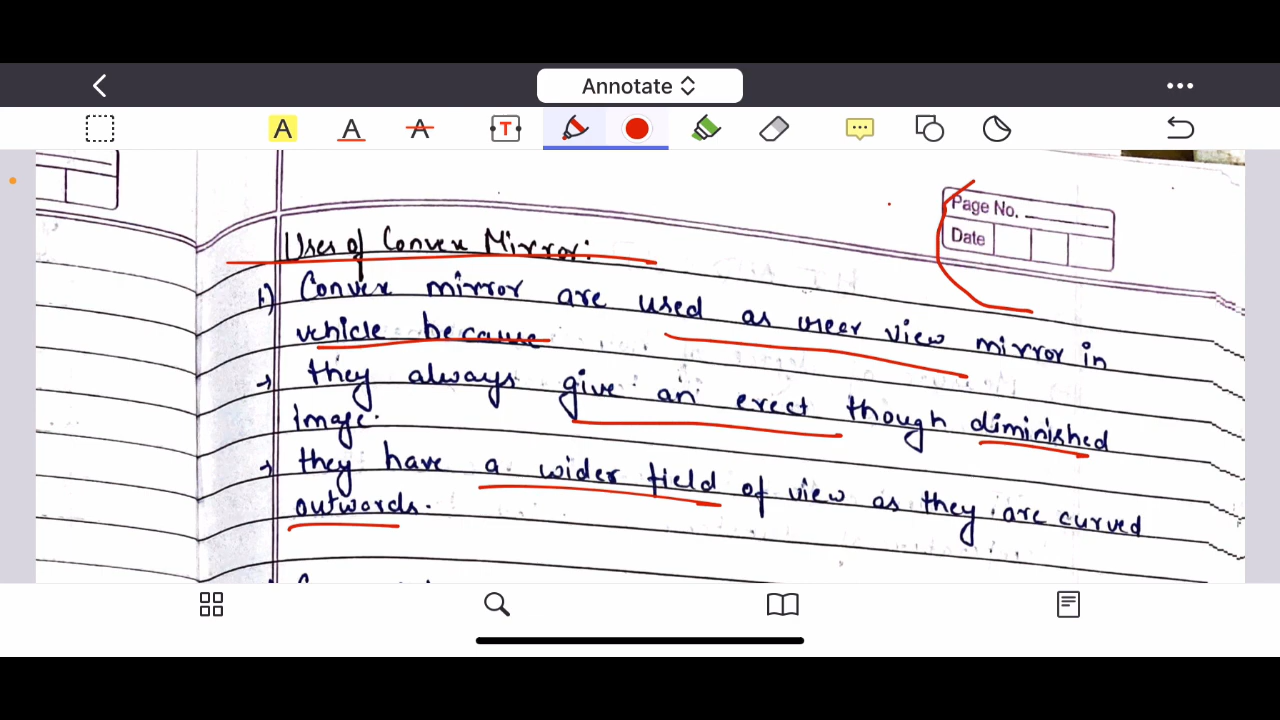 Annotate
A A A T
Page No.
Date
Uses of Convex Mirror:
1) Convex mirror are used as rear view mirror in
vehicle because
→ they always give an erect though diminished
Image.
→ they have a wider field of view as they are curved
outwords.